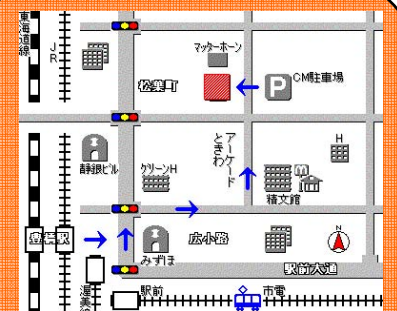 東海道線
JR
マッターホーン
松葉町
P
CM駐車場
H
アーケード
ときわ
静銀ビル
グリーンH
M
精文館
豊橋駅
みずほ
広小路
N
駅前大通
渥美線
駅前
市電